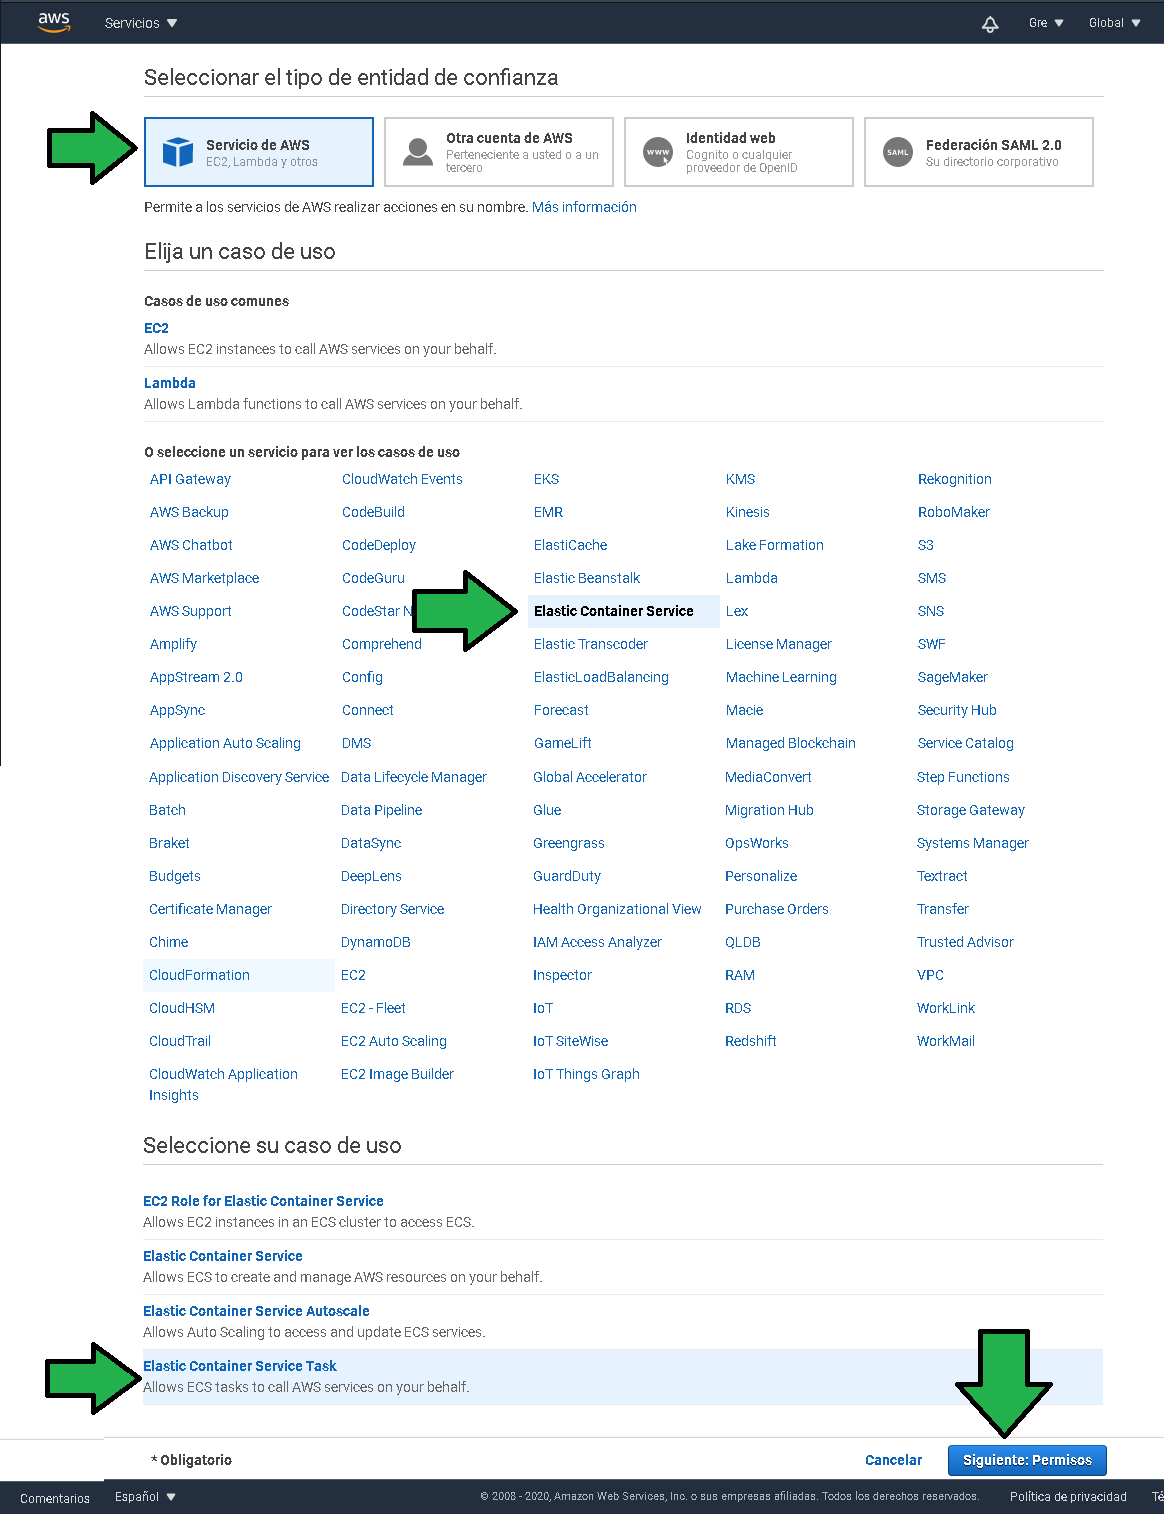 aws Servicios Gre Global
Seleccionar el tipo de entidad de confianza
Servicio de AWS
EC2, Lambda y otros
Otra cuenta de AWS
Perteneciente a usted o a un
tercero
www
Identidad web
Cognito o cualquier
proveedor de OpenID
SAML
Federación SAML 2.0
Su directorio corporativo
Permite a los servicios de AWS realizar acciones en su nombre. Más información
Elija un caso de uso
Casos de uso comunes
EC2
Allows EC2 instances to call AWS services on your behalf.
Lambda
Allows Lambda functions to call AWS services on your behalf.
O seleccione un servicio para ver los casos de uso
API Gateway CloudWatch Events EKS KMS Rekognition
AWS Backup CodeBuild EMR Kinesis RoboMaker
AWS Chatbot CodeDeploy ElastiCache Lake Formation S3
AWS Marketplace CodeGuru Elastic Beanstalk Lambda SMS
AWS Support CodeStar Elastic Container Service Lex SNS
Amplify Comprehend Elastic Transcoder License Manager SWF
AppStream 2.0 Config ElasticLoadBalancing Machine Learning SageMaker
AppSync Connect Forecast Macie Security Hub
Application Auto Scaling DMS GameLift Managed Blockchain Service Catalog
Application Discovery Service Data Lifecycle Manager Global Accelerator MediaConvert Step Functions
Batch Data Pipeline Glue Migration Hub Storage Gateway
Braket DataSync Greengrass OpsWorks Systems Manager
Budgets DeepLens GuardDuty Personalize Textract
Certificate Manager Directory Service Health Organizational View Purchase Orders Transfer
Chime DynamoDB IAM Access Analyzer QLDB Trusted Advisor
CloudFormation EC2 Inspector RAM VPC
CloudHSM EC2 - Fleet IoT RDS WorkLink
CloudTrail EC2 Auto Scaling IoT SiteWise Redshift WorkMail
CloudWatch Application EC2 Image Builder IoT Things Graph
Insights
Seleccione su caso de uso
EC2 Role for Elastic Container Service
Allows EC2 instances in an ECS cluster to access ECS.
Elastic Container Service
Allows ECS to create and manage AWS resources on your behalf.
Elastic Container Service Autoscale
Allows Auto Scaling to access and update ECS services.
Elastic Container Service Task
Allows ECS tasks to call AWS services on your behalf.
* Obligatorio Cancelar Siguiente: Permisos
Comentarios Español © 2008 - 2020, Amazon Web Services, Inc. o sus empresas afiliadas. Todos los derechos reservados. Política de privacidad Té